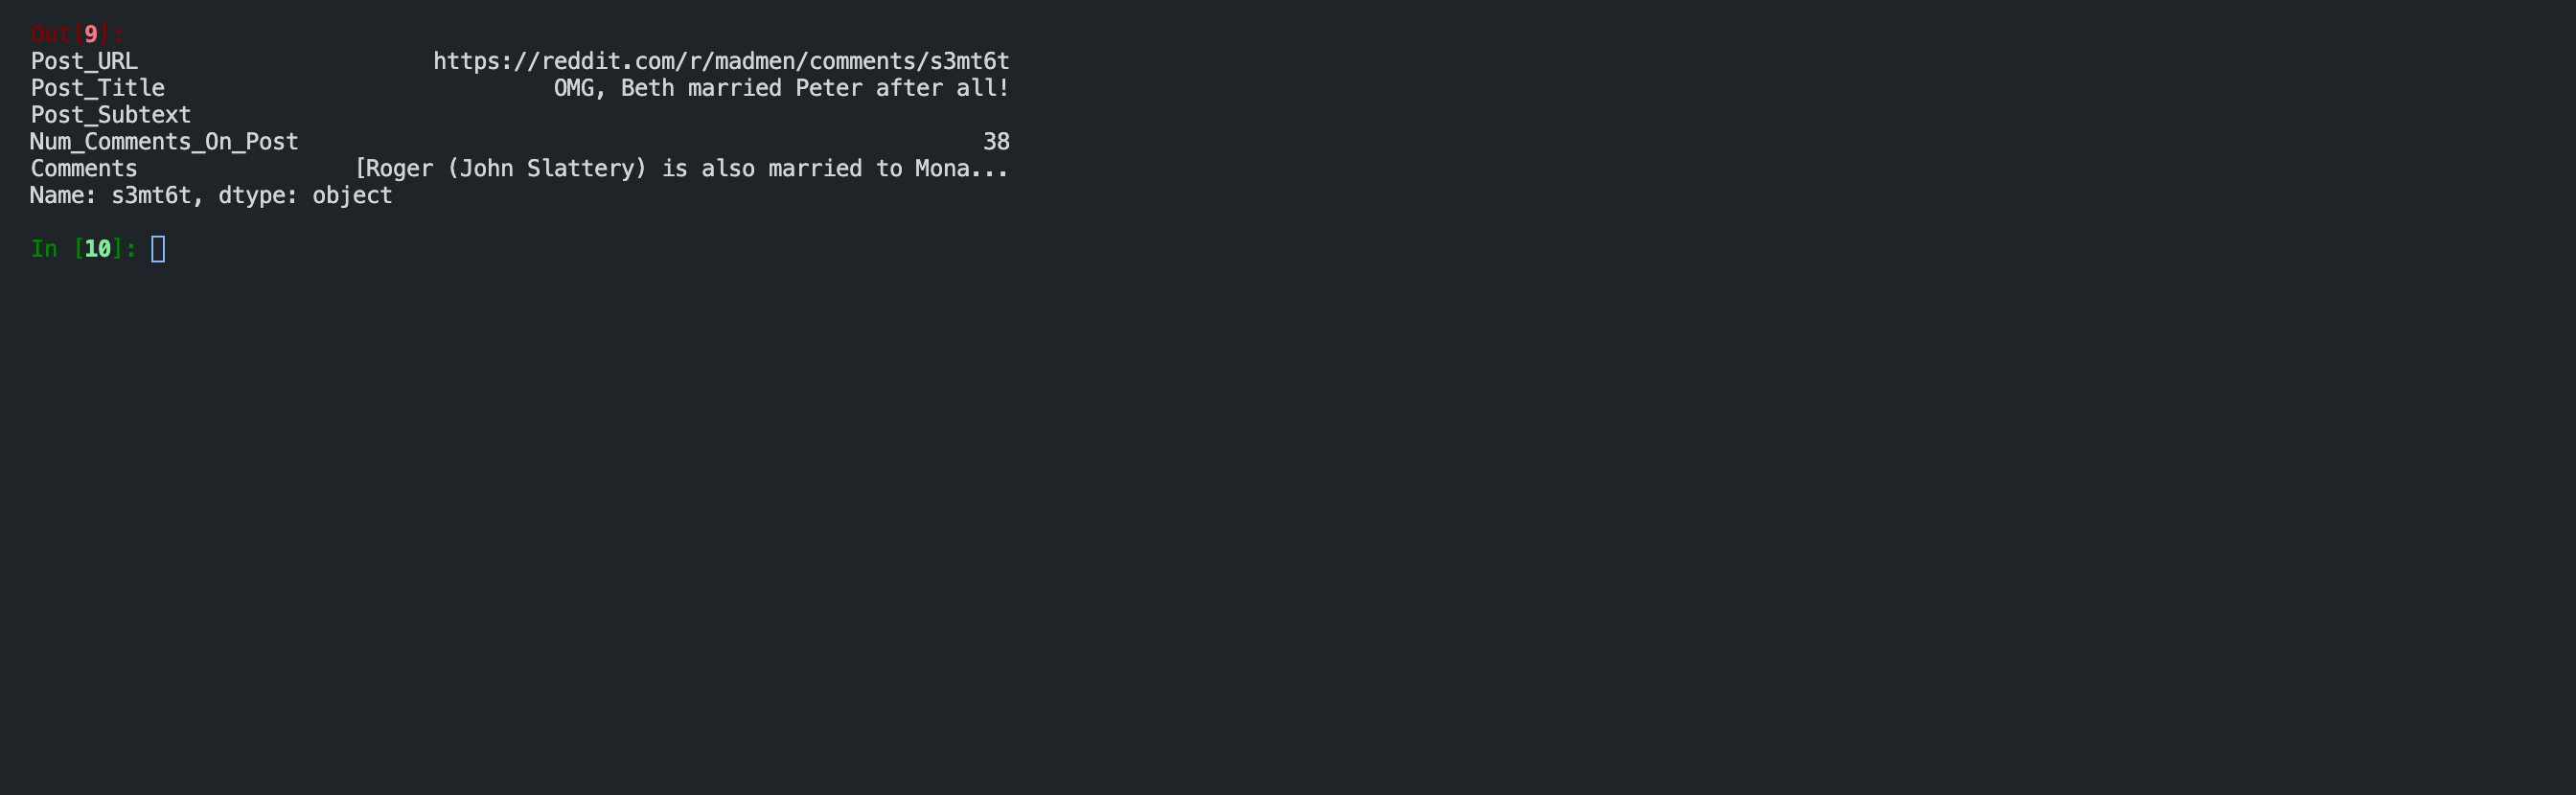 Out[9]:
Post_URL https://reddit.com/r/madmen/comments/s3mt6t
Post_Title OMG, Beth married Peter after all!
Post_Subtext
Num_Comments_On_Post 38
Comments [Roger (John Slattery) is also married to Mona...
Name: s3mt6t, dtype: object
In [10]: